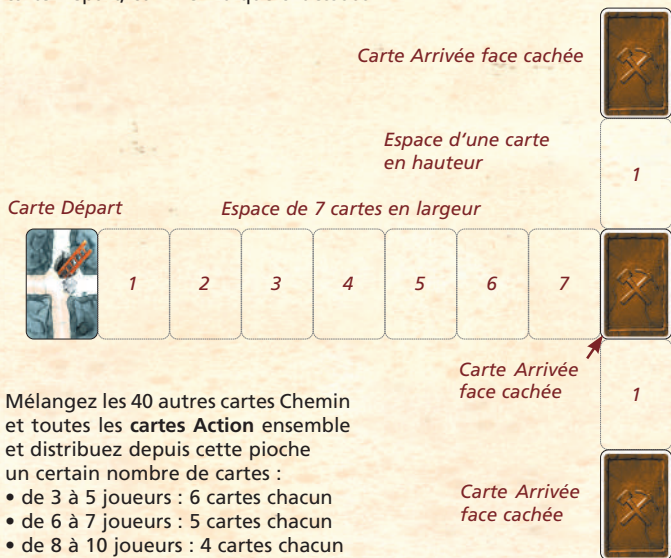 Carte Arrivée face cachée
Espace d'une carte
en hauteur
1
Carte Départ
Espace de 7 cartes en largeur
1 2 3 4 5 6 7
Carte Arrivée
face cachée
1
Mélangez les 40 autres cartes Chemin
et toutes les cartes Action ensemble
et distribuez depuis cette pioche
un certain nombre de cartes :
• de 3 à 5 joueurs : 6 cartes chacun
• de 6 à 7 joueurs : 5 cartes chacun
• de 8 à 10 joueurs : 4 cartes chacun
Carte Arrivée
face cachée